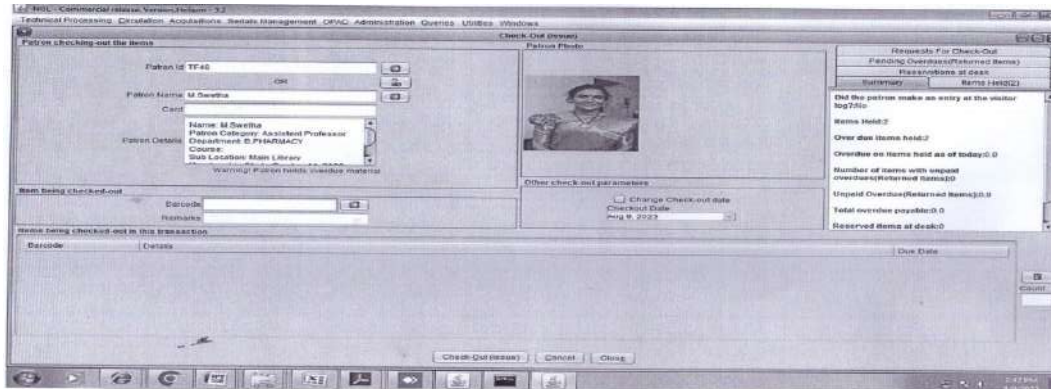 NGL - Commercial release, Version, Helium - 3.2
Technical Processing Circulation Acquisitions Serials Management OPAC Administration Queries Utilities Windows
Check-Out (Issue)
Patron checking-out the items
Patron Id TF40
OR
Patron Name M.Swetha
Card
Patron Details
Name: M.Swetha
Patron Category: Assistant Professor
Department: B.PHARMACY
Course:
Sub Location: Main Library
Warning! Patron holds overdue material
Patron Photo
Requests For Check-Out
Pending Overdues(Returned Items)
Reservations at desk
Summary
Items Held(2)
Did the patron make an entry at the visitor
log?:No
Items Held:2
Over due items held:2
Overdue on items held as of today:0.0
Number of items with unpaid
overdues(Returned Items):0
Unpaid Overdue(Returned Items):0.0
Total overdue payable:0.0
Reserved items at desk:0
Item being checked-out
Barcode
Remarks
Other check-out parameters
Change Check-out date
Checkout Date
Aug 9, 2023
Items being checked-out in this transaction
Barcode
Details
Due Date
Count
Check-Out (Issue)
Cancel
Close